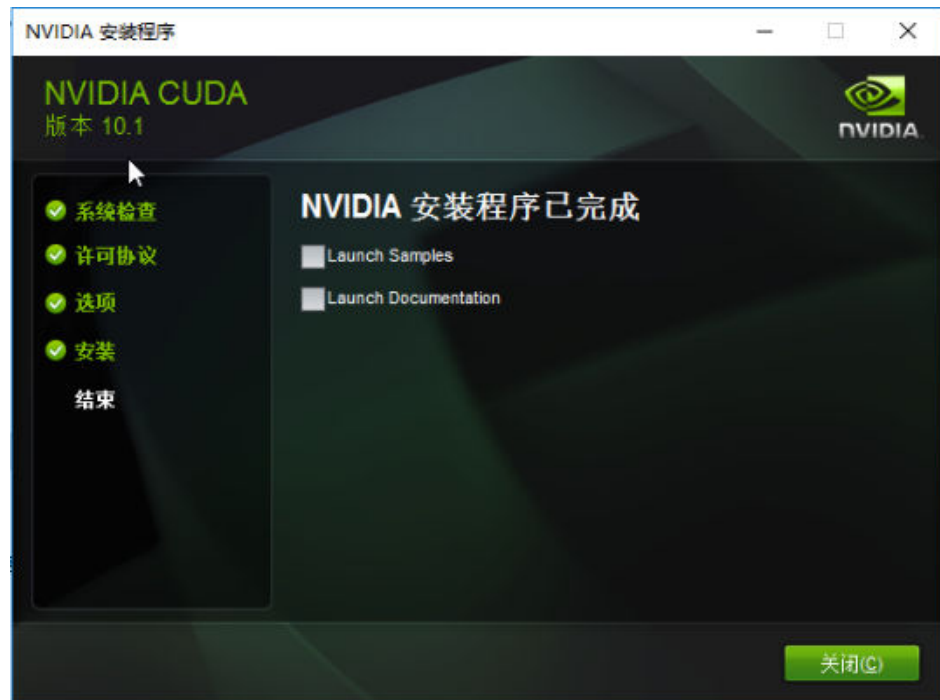 NVIDIA 安装程序
NVIDIA CUDA
版本 10.1
NVIDIA
系统检查
许可协议
选项
安装
结束
NVIDIA 安装程序已完成
Launch Samples
Launch Documentation
关闭(C)